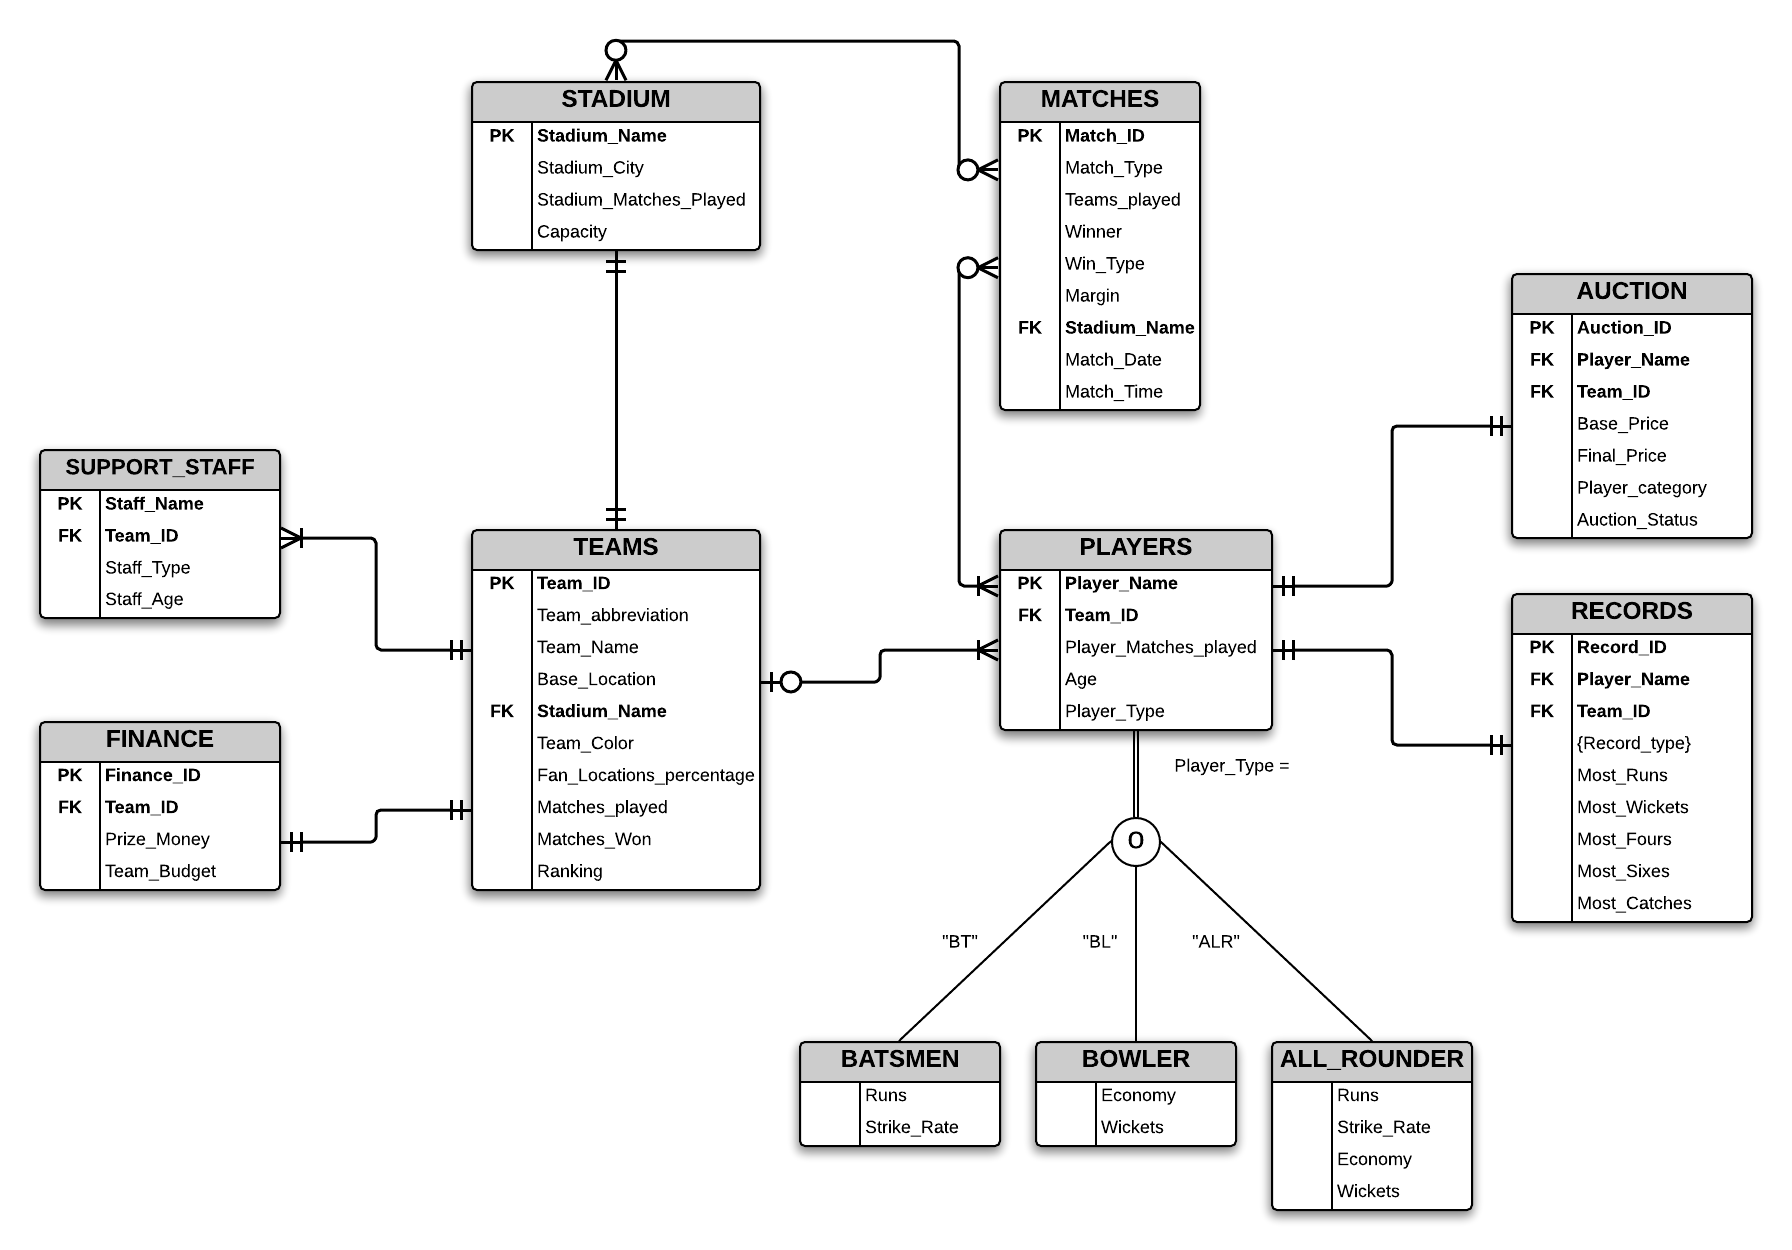 STADIUM
PK Stadium_Name
Stadium_City
Stadium_Matches_Played
Capacity
MATCHES
PK Match_ID
Match_Type
Teams_played
Winner
Win_Type
Margin
FK Stadium_Name
Match_Date
Match_Time
AUCTION
PK Auction_ID
FK Player_Name
FK Team_ID
Base_Price
Final_Price
Player_category
Auction_Status
SUPPORT_STAFF
PK Staff_Name
FK Team_ID
Staff_Type
Staff_Age
TEAMS
PK Team_ID
Team_abbreviation
Team_Name
Base_Location
FK Stadium_Name
Team_Color
Fan_Locations_percentage
Matches_played
Matches_Won
Ranking
PLAYERS
PK Player_Name
FK Team_ID
Player_Matches_played
Age
Player_Type
RECORDS
PK Record_ID
FK Player_Name
FK Team_ID
{Record_type}
Most_Runs
Most_Wickets
Most_Fours
Most_Sixes
Most_Catches
FINANCE
PK Finance_ID
FK Team_ID
Prize_Money
Team_Budget
Player_Type =
O
"BT"
"BL"
"ALR"
BATSMEN
Runs
Strike_Rate
BOWLER
Economy
Wickets
ALL_ROUNDER
Runs
Strike_Rate
Economy
Wickets